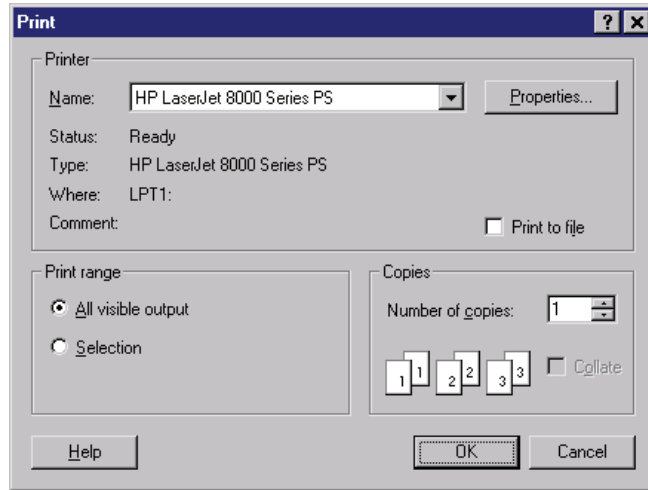 Print
Printer
Name: HP LaserJet 8000 Series PS Properties...
Status: Ready
Type: HP LaserJet 8000 Series PS
Where: LPT1:
Comment: Print to file
Print range
All visible output
Selection
Copies
Number of copies: 1
1 1 2 2 3 3 Collate
Help OK Cancel